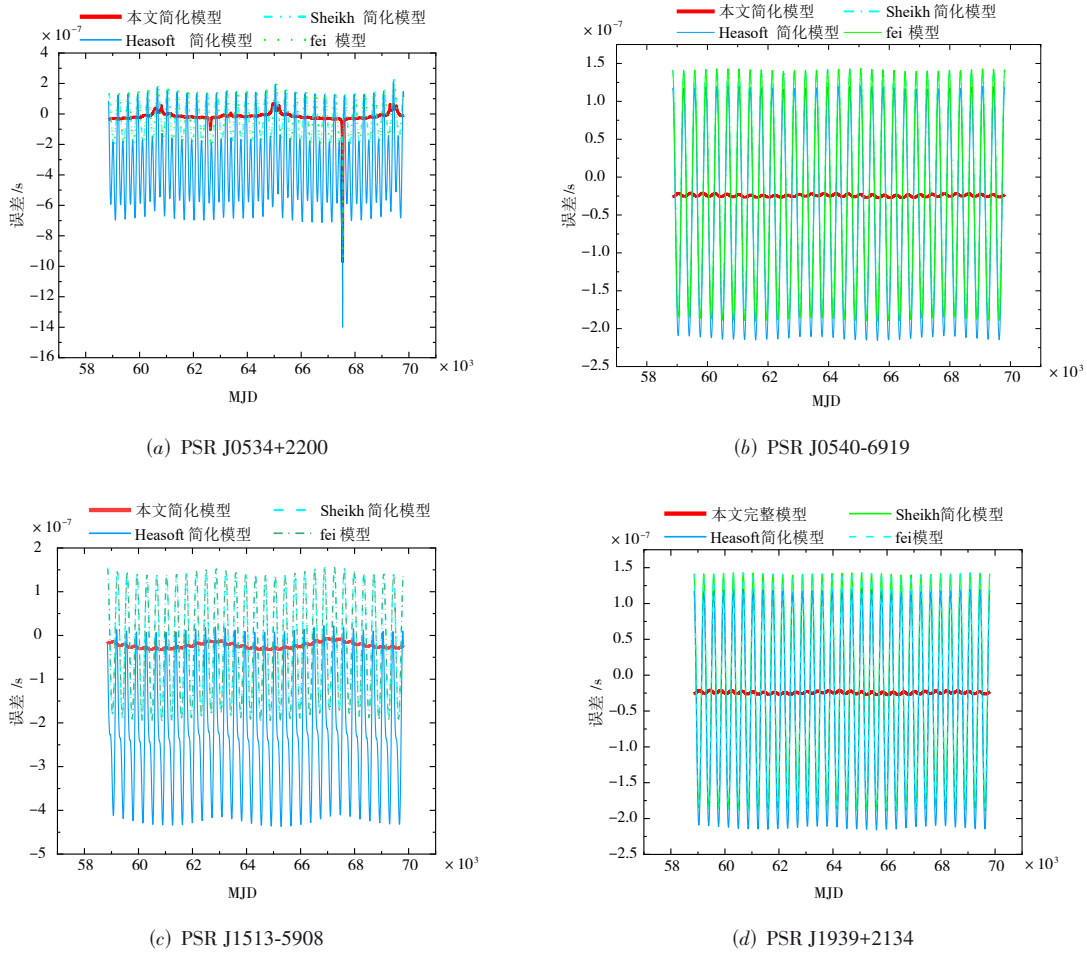 本文简化模型 Sheikh 简化模型
Heasoft 简化模型 fei 模型
× 10⁻⁷
4
2
0
−2
−4
−6
−8
−10
−12
−14
−16
误差/s
58 60 62 64 66 68 70 × 10³
MJD
(a) PSR J0534+2200
本文简化模型 Sheikh 简化模型
Heasoft 简化模型 fei 模型
× 10⁻⁷
1.5
1.0
0.5
0.0
−0.5
−1.0
−1.5
−2.0
−2.5
误差/s
58 60 62 64 66 68 70 × 10³
MJD
(b) PSR J0540-6919
本文简化模型 Sheikh 简化模型
Heasoft 简化模型 fei 模型
× 10⁻⁷
2
1
0
−1
−2
−3
−4
−5
误差 /s
58 60 62 64 66 68 70 × 10³
MJD
(c) PSR J1513-5908
本文完整模型 Sheikh简化模型
Heasoft简化模型 fei模型
× 10⁻⁷
1.5
1.0
0.5
0.0
−0.5
−1.0
−1.5
−2.0
−2.5
误差 /s
58 60 62 64 66 68 70 × 10³
MJD
(d) PSR J1939+2134